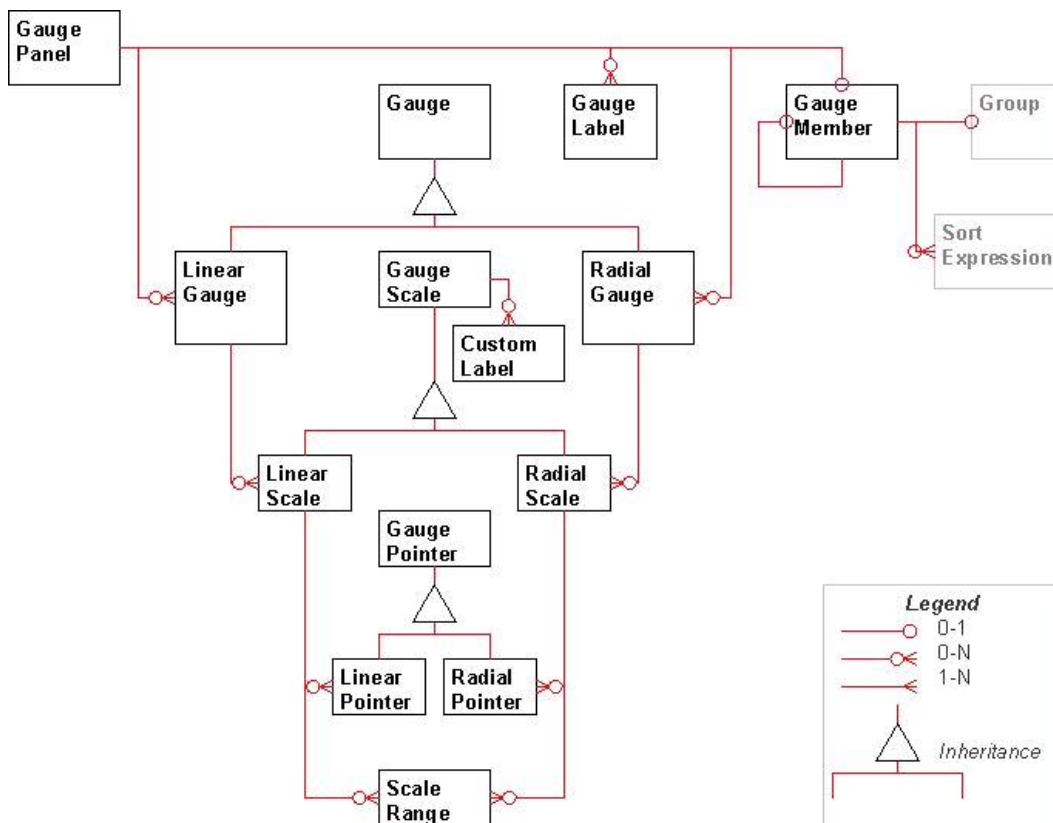 Gauge
Panel
Gauge
Gauge
Label
Gauge
Member
Group
Sort
Expression
Linear
Gauge
Gauge
Scale
Radial
Gauge
Custom
Label
Linear
Scale
Radial
Scale
Gauge
Pointer
Linear
Pointer
Radial
Pointer
Scale
Range
Legend
0-1
0-N
1-N
Inheritance